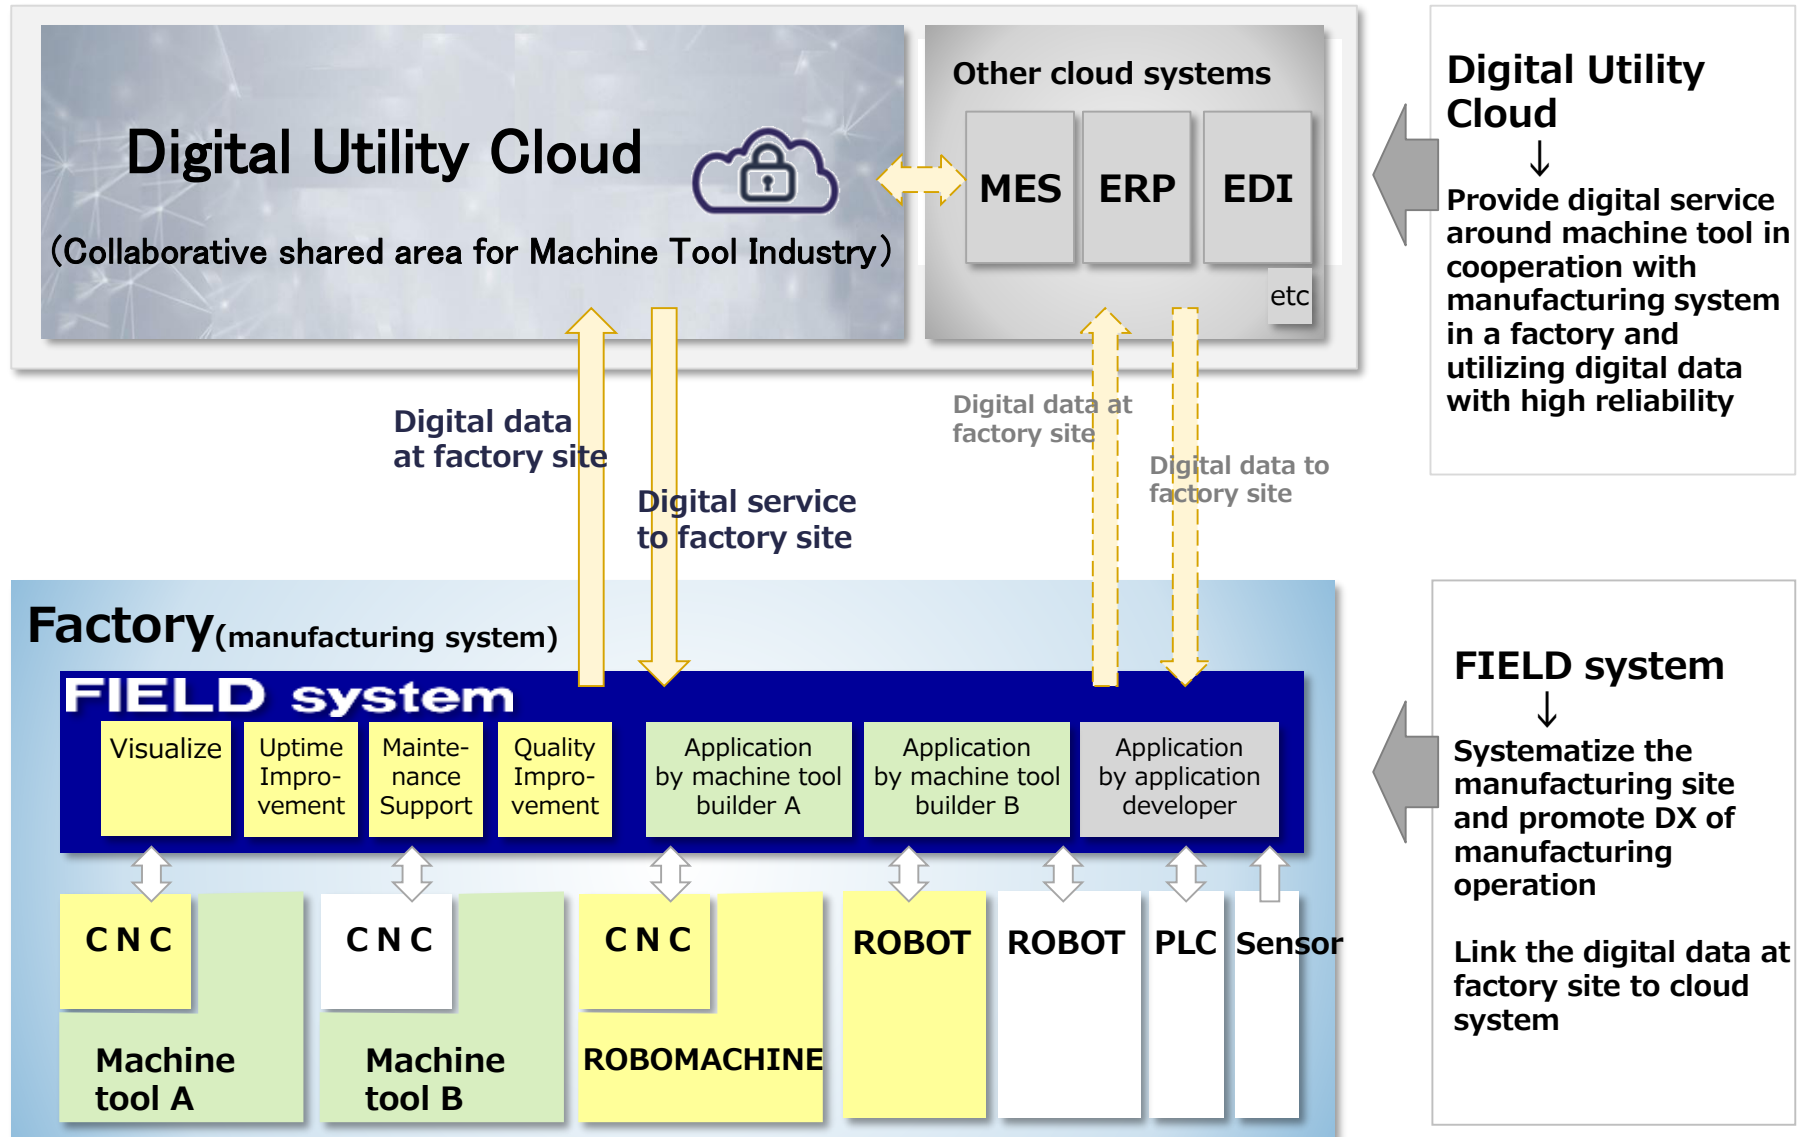 Digital Utility Cloud
(Collaborative shared area for Machine Tool Industry)
Other cloud systems
MES
ERP
EDI
etc
Digital Utility
Cloud
↓
Provide digital service
around machine tool in
cooperation with
manufacturing system
in a factory and
utilizing digital data
with high reliability
Digital data
at factory site
Digital service
to factory site
Digital data at
factory site
Digital data to
factory site
Factory(manufacturing system)
FIELD system
Visualize
Uptime
Impro-
vement
Mainte-
nance
Support
Quality
Impro-
vement
Application
by machine tool
builder A
Application
by machine tool
builder B
Application
by application
developer
CNC
Machine
tool A
CNC
Machine
tool B
CNC
ROBOMACHINE
ROBOT
ROBOT
PLC
Sensor
FIELD system
↓
Systematize the
manufacturing site
and promote DX of
manufacturing
operation
Link the digital data at
factory site to cloud
system